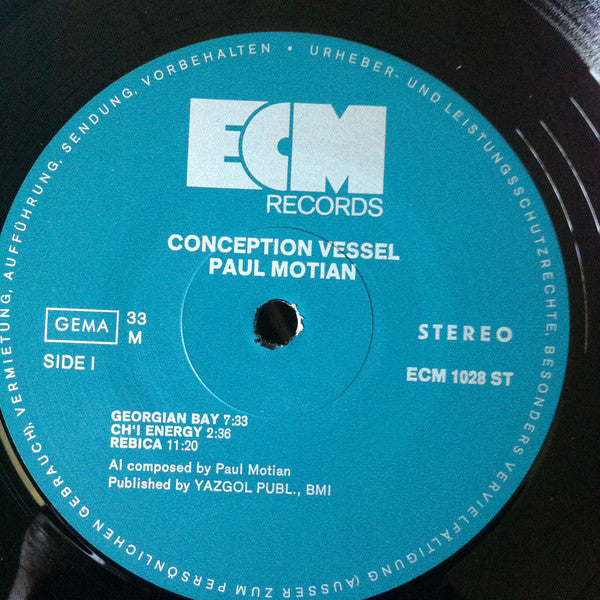 URHEBER- UND LEISTUNGSSCHUTZRECHTE, BESONDERS VERVIELFÄLTIGUNG (AUSSER ZUM PERSÖNLICHEN GEBRAUCH), VERMIETUNG, AUFFÜHRUNG, SENDUNG, VORBEHALTEN •
ECM
RECORDS
CONCEPTION VESSEL
PAUL MOTIAN
GEMA
33
M
STEREO
SIDE I
ECM 1028 ST
GEORGIAN BAY 7:33
CH'I ENERGY 2:36
REBICA 11:20
Al composed by Paul Motian
Published by YAZGOL PUBL., BMI